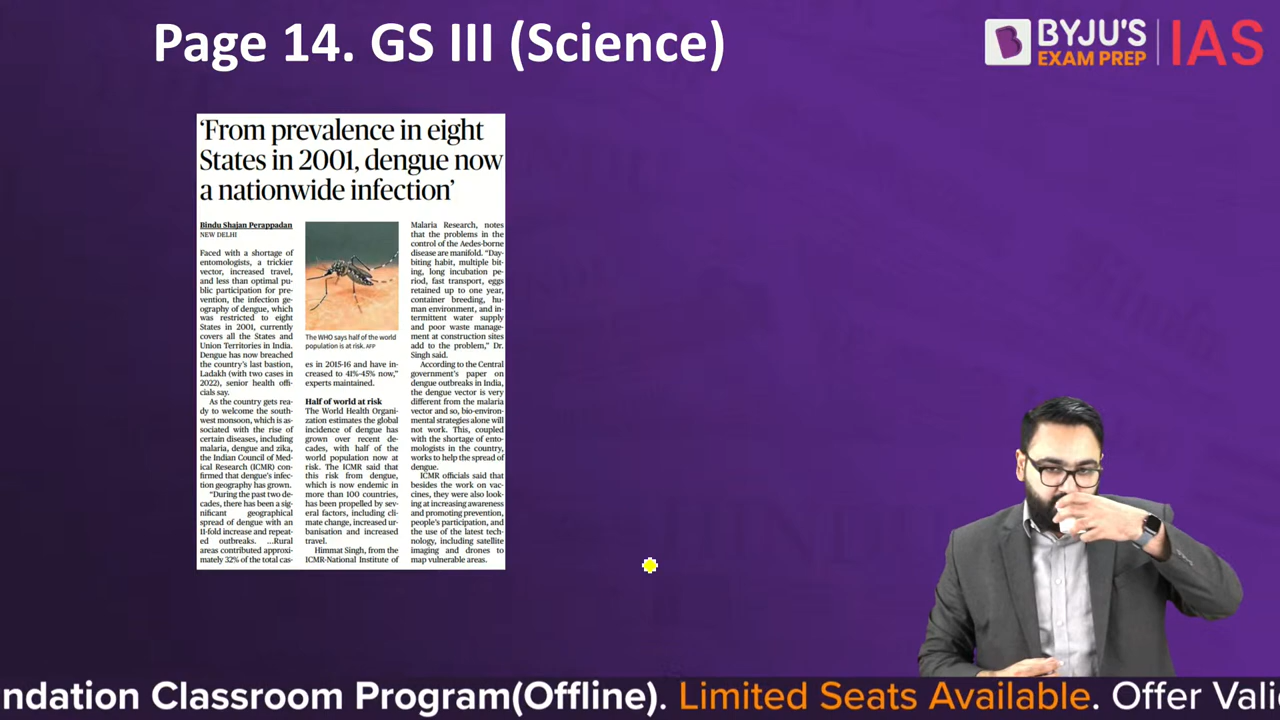 Page 14. GS III (Science)
BYJU'S
EXAM PREP
IAS
‘From prevalence in eight
States in 2001, dengue now
a nationwide infection’
Bindu Shajan Perappadan
NEW DELHI
Faced with a shortage of
entomologists, a trickier
vector, increased travel,
and less than optimal pu-
blic participation for pre-
vention, the infection ge-
ography of dengue, which
was restricted to eight
States in 2001, currently
covers all the States and
Union Territories in India.
Dengue has now breached
the country's last bastion,
Ladakh (with two cases in
2022), senior health offi-
cials say.
As the country gets rea-
dy to welcome the south-
west monsoon, which is as-
sociated with the rise of
certain diseases, including
malaria, dengue and zika,
the Indian Council of Med-
ical Research (ICMR) con-
firmed that dengue's infec-
tion geography has grown.
“During the past two de-
cades, there has been a sig-
nificant geographical
spread of dengue with an
11-fold increase and repeat-
ed outbreaks. ...Rural
areas contributed approxi-
mately 32% of the total cas-
The WHO says half of the world
population is at risk. AFP
es in 2015-16 and have in-
creased to 41%-45% now,”
experts maintained.
Half of world at risk
The World Health Organi-
zation estimates the global
incidence of dengue has
grown over recent de-
cades, with half of the
world population now at
risk. The ICMR said that
this risk from dengue,
which is now endemic in
more than 100 countries,
has been propelled by sev-
eral factors, including cli-
mate change, increased ur-
banisation and increased
travel.
Himmat Singh, from the
ICMR-National Institute of
Malaria Research, notes
that the problems in the
control of the Aedes-borne
disease are manifold. “Day-
biting habit, multiple bit-
ing, long incubation pe-
riod, fast transport, eggs
retained up to one year,
container breeding, hu-
man environment, and in-
termittent water supply
and poor waste manage-
ment at construction sites
add to the problem,” Dr.
Singh said.
According to the Central
government's paper on
dengue outbreaks in India,
the dengue vector is very
different from the malaria
vector and so, bio-environ-
mental strategies alone will
not work. This, coupled
with the shortage of ento-
mologists in the country,
works to help the spread of
dengue.
ICMR officials said that
besides the work on vac-
cines, they were also look-
ing at increasing awareness
and promoting prevention,
people's participation, and
the use of the latest tech-
nology, including satellite
imaging and drones to
map vulnerable areas.
ndation Classroom Program(Offline). Limited Seats Available. Offer Vali